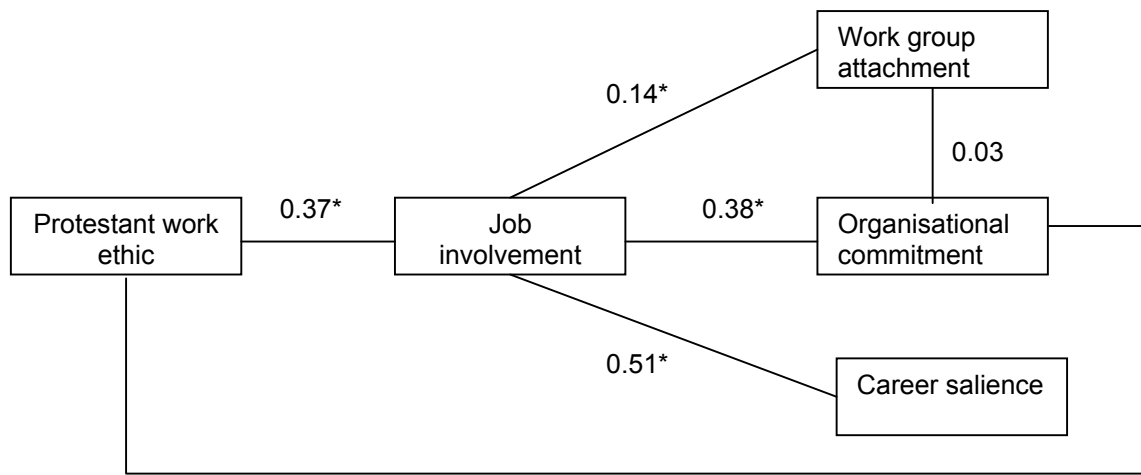 Work group
attachment
0.14*
0.03
0.37*
0.38*
Protestant work
ethic
Job
involvement
Organisational
commitment
0.51*
Career salience